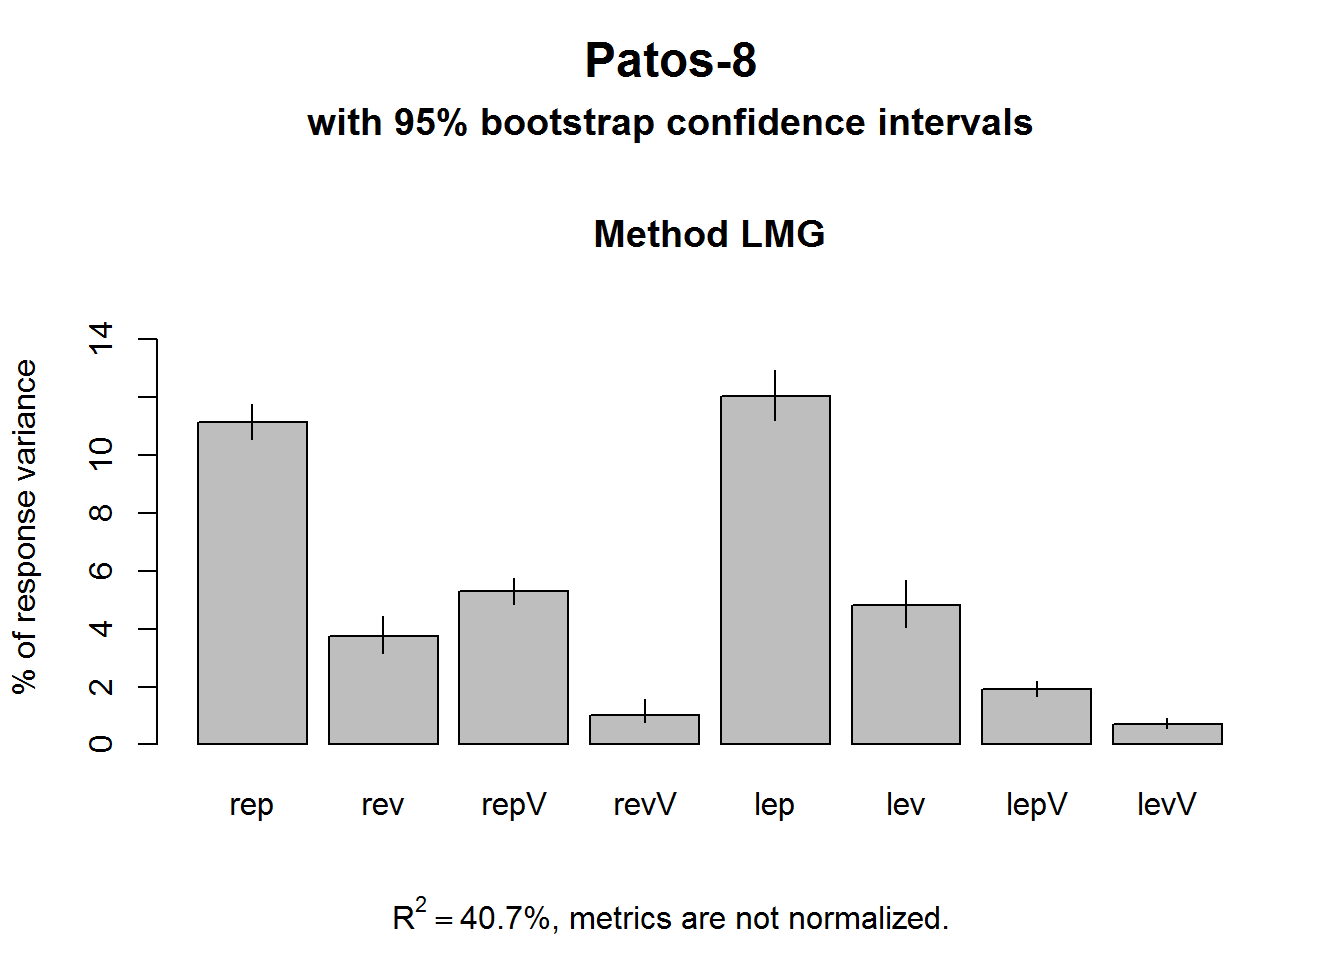 Patos-8
with 95% bootstrap confidence intervals
Method LMG
% of response variance
14
10
8
6
4
2
0
rep rev repV revV lep lev lepV levV
R² = 40.7%, metrics are not normalized.